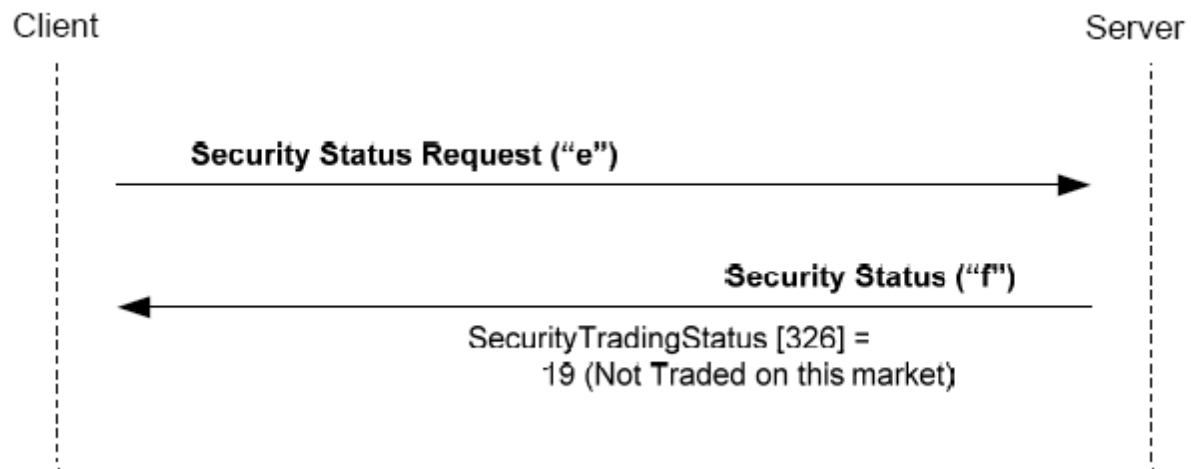 Client
Server
Security Status Request (“e”)
Security Status (“f”)
SecurityTradingStatus [326] =
19 (Not Traded on this market)